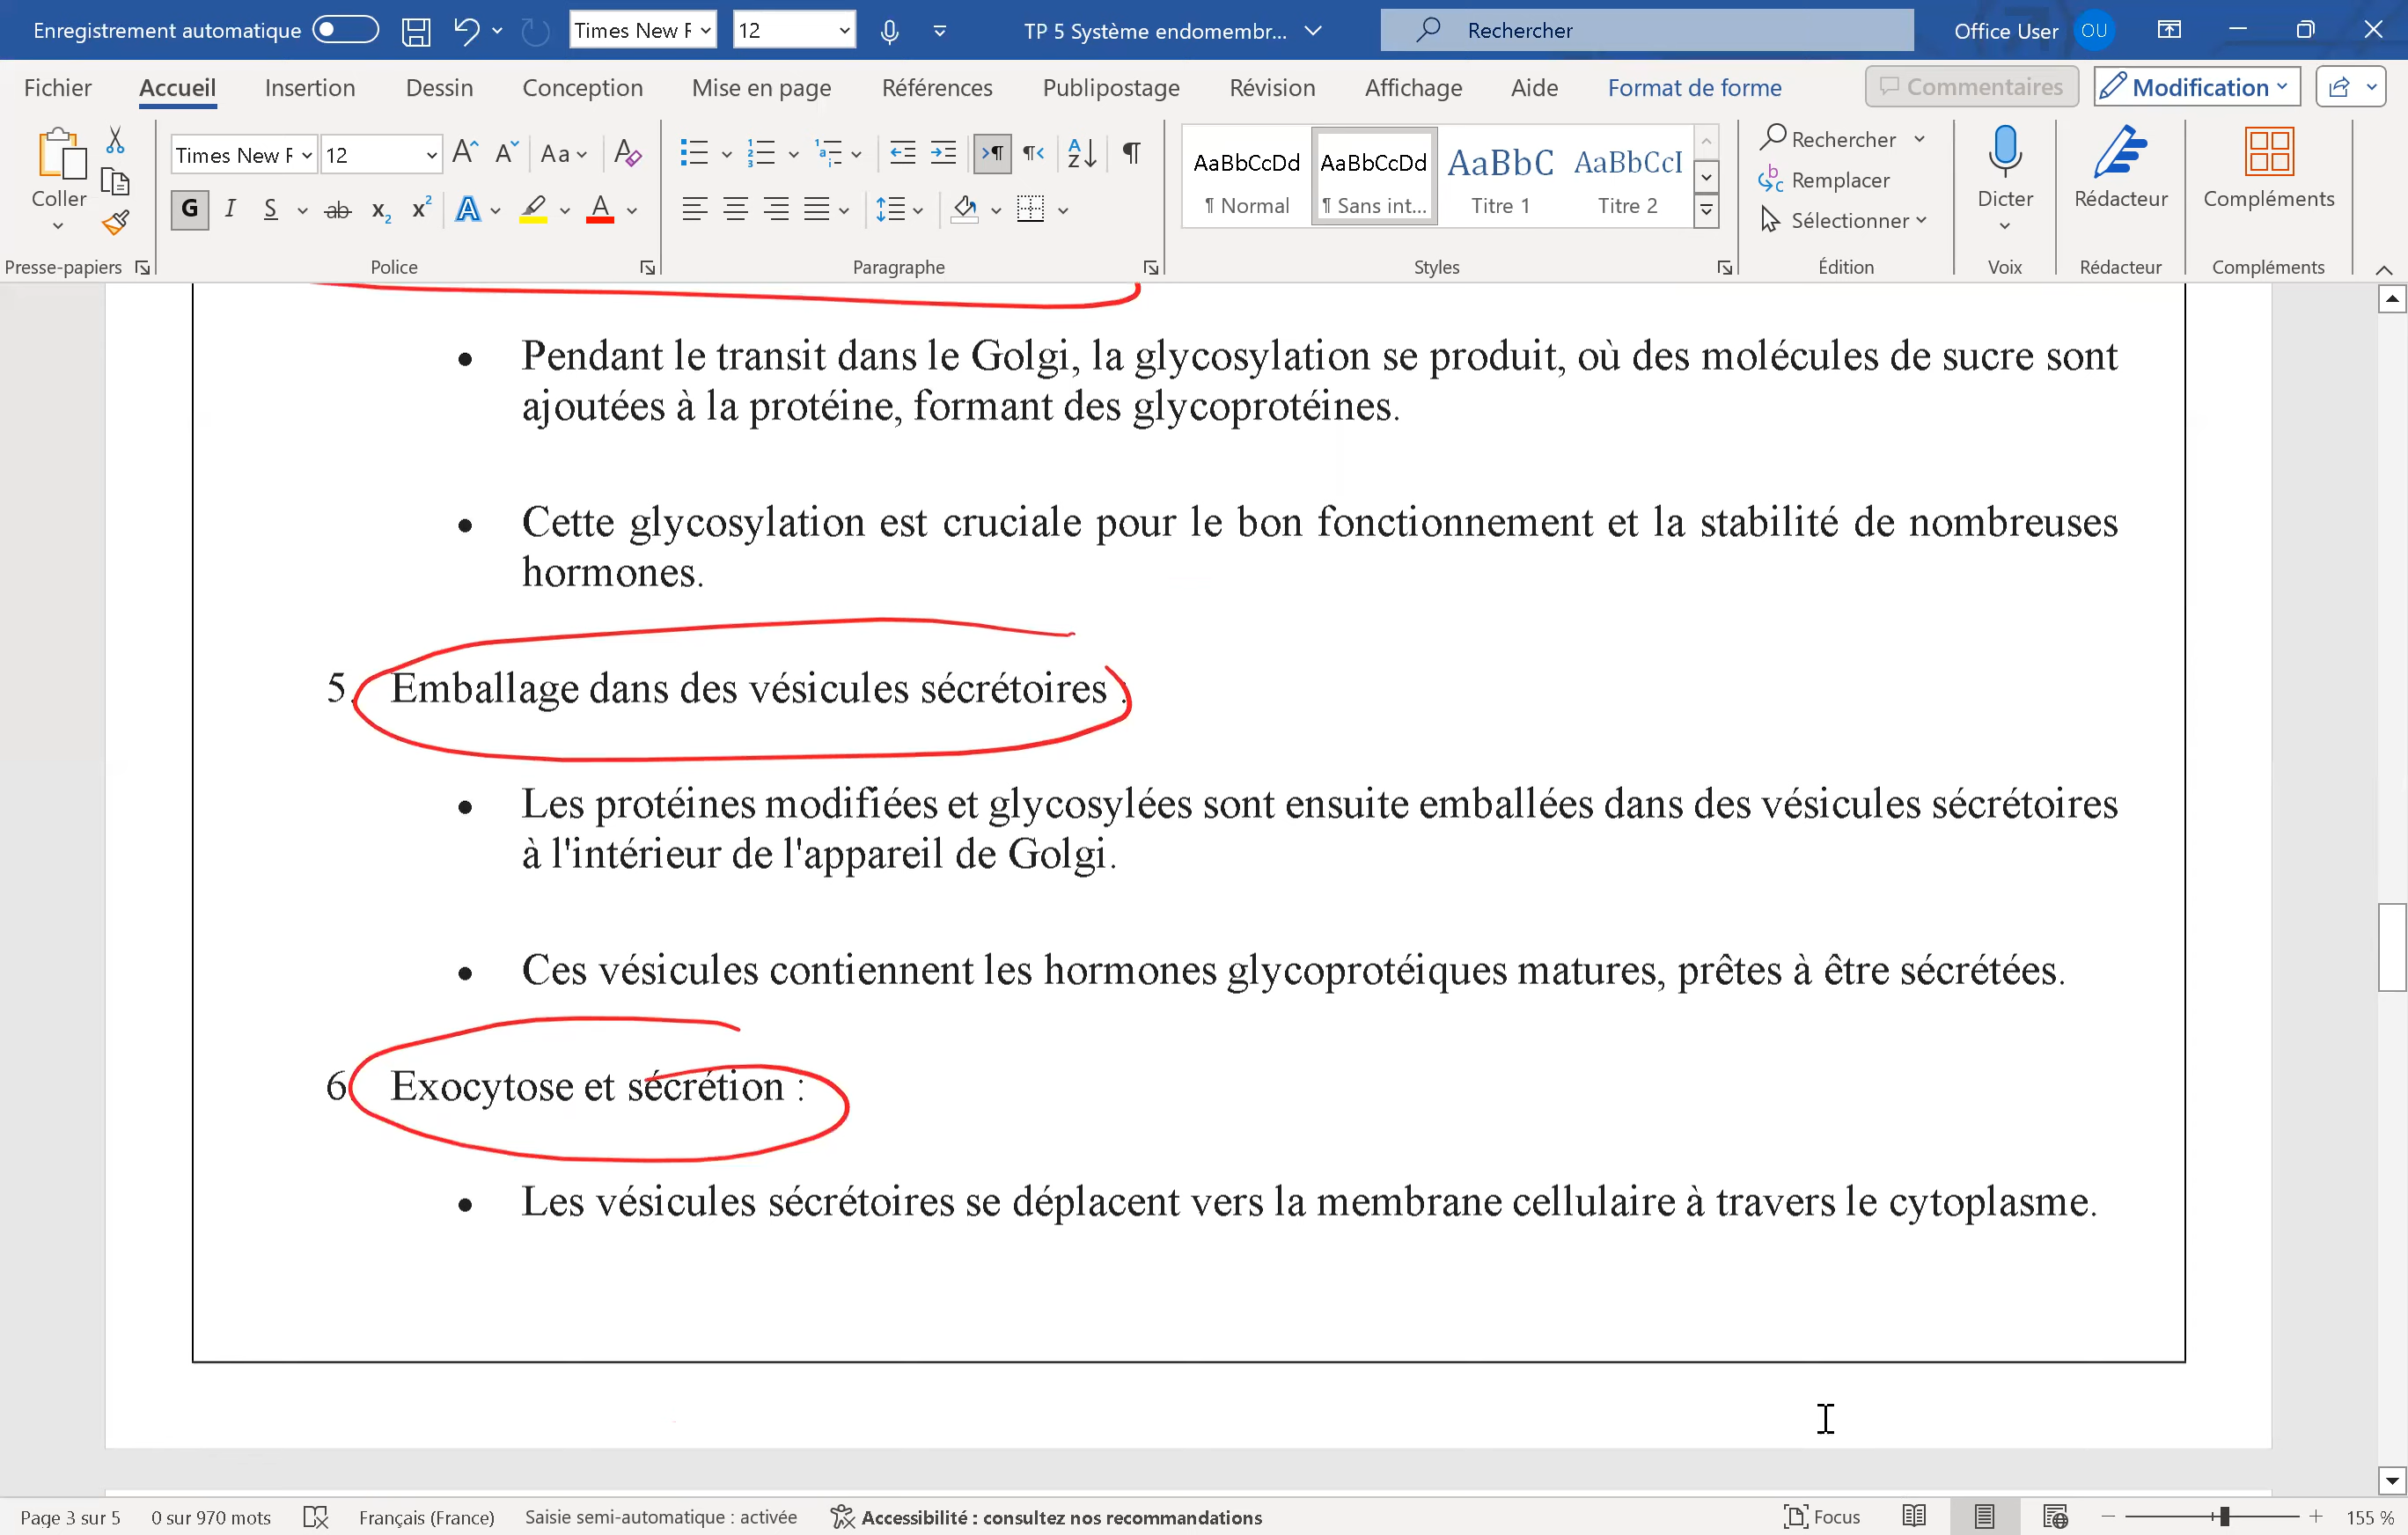 Enregistrement automatique Times New F 12 TP 5 Système endomembr... Rechercher Office User OU
Fichier Accueil Insertion Dessin Conception Mise en page Références Publipostage Révision Affichage Aide Format de forme Commentaires Modification
Coller
Times New F 12 Aa
G I S ab x₂ x² A A
AaBbCcDd AaBbCcDd AaBbC AaBbCcI
¶ Normal ¶ Sans int... Titre 1 Titre 2
Rechercher
Remplacer
Sélectionner
Dicter Rédacteur Compléments
Presse-papiers Police Paragraphe Styles Édition Voix Rédacteur Compléments
• Pendant le transit dans le Golgi, la glycosylation se produit, où des molécules de sucre sont
ajoutées à la protéine, formant des glycoprotéines.
• Cette glycosylation est cruciale pour le bon fonctionnement et la stabilité de nombreuses
hormones.
5. Emballage dans des vésicules sécrétoires :
• Les protéines modifiées et glycosylées sont ensuite emballées dans des vésicules sécrétoires
à l'intérieur de l'appareil de Golgi.
• Ces vésicules contiennent les hormones glycoprotéiques matures, prêtes à être sécrétées.
6 Exocytose et sécrétion :
• Les vésicules sécrétoires se déplacent vers la membrane cellulaire à travers le cytoplasme.
Page 3 sur 5 0 sur 970 mots Français (France) Saisie semi-automatique : activée Accessibilité : consultez nos recommandations Focus 155 %